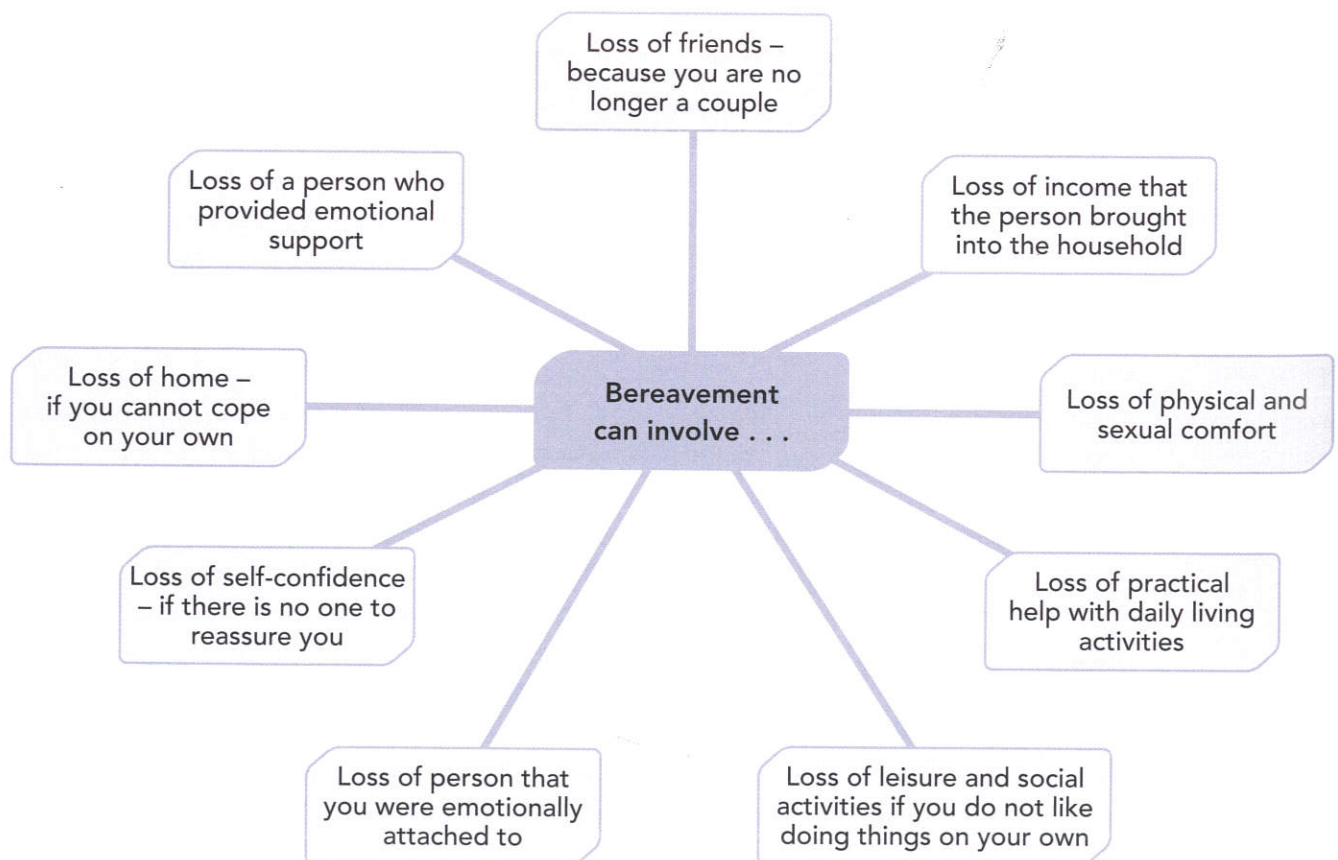 Loss of friends –
because you are no
longer a couple
Loss of a person who
provided emotional
support
Loss of income that
the person brought
into the household
Loss of home –
if you cannot cope
on your own
Bereavement
can involve . . .
Loss of physical and
sexual comfort
Loss of self-confidence
– if there is no one to
reassure you
Loss of practical
help with daily living
activities
Loss of person that
you were emotionally
attached to
Loss of leisure and social
activities if you do not like
doing things on your own